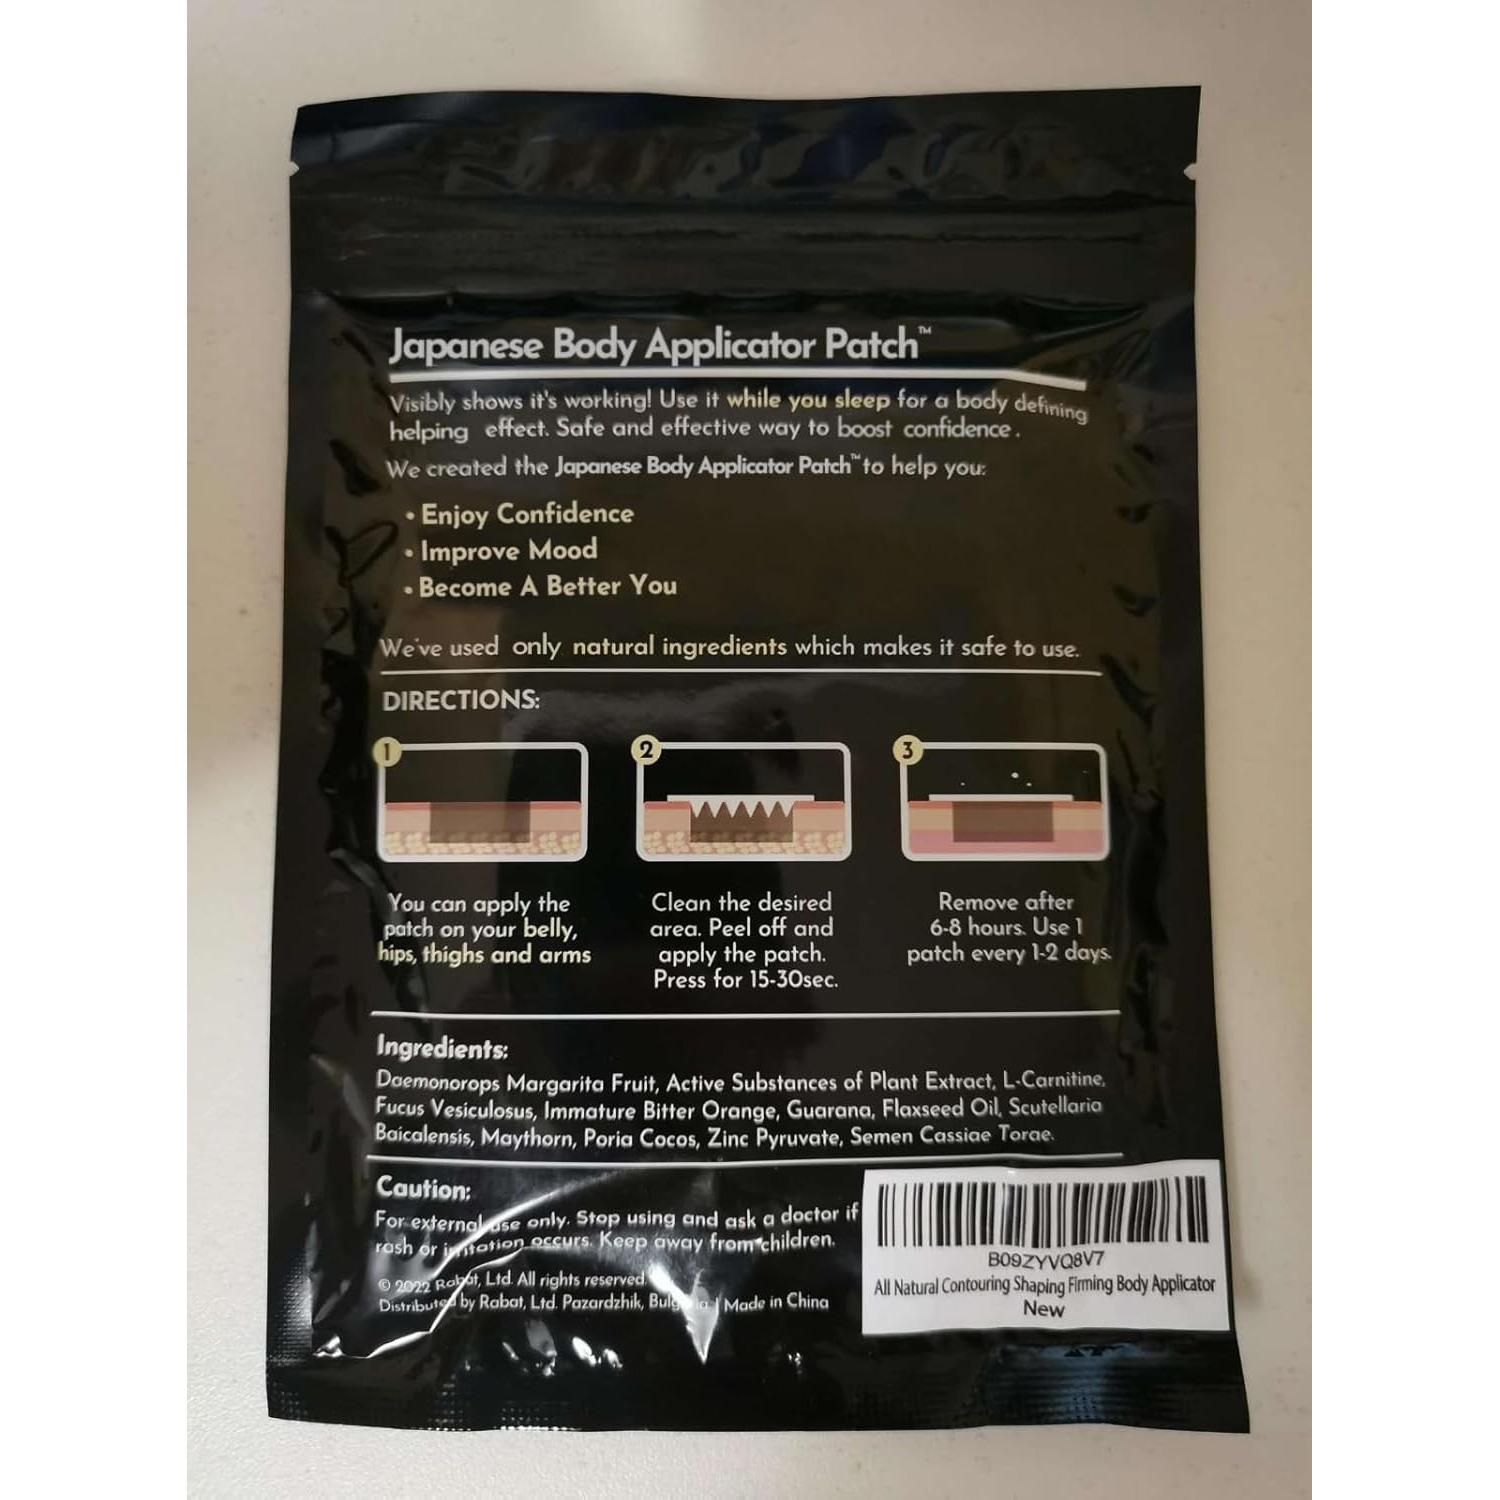 Japanese Body Applicator Patch™
Visibly shows it's working! Use it while you sleep for a body defining
helping effect. Safe and effective way to boost confidence.
We created the Japanese Body Applicator Patch™ to help you:
• Enjoy Confidence
• Improve Mood
• Become A Better You
We've used only natural ingredients which makes it safe to use.
DIRECTIONS:
1
2
3
You can apply the
patch on your belly,
hips, thighs and arms
Clean the desired
area. Peel off and
apply the patch.
Press for 15-30sec.
Remove after
6-8 hours. Use 1
patch every 1-2 days.
Ingredients:
Daemonorops Margarita Fruit, Active Substances of Plant Extract, L-Carnitine,
Fucus Vesiculosus, Immature Bitter Orange, Guarana, Flaxseed Oil, Scutellaria
Baicalensis, Maythorn, Poria Cocos, Zinc Pyruvate, Semen Cassiae Torae.
Caution:
For external use only. Stop using and ask a doctor if
rash or irritation occurs. Keep away from children.
© 2022 Rabat, Ltd. All rights reserved.
Distributed by Rabat, Ltd. Pazardzhik, Bulgaria | Made in China
B09ZYVQ8V7
All Natural Contouring Shaping Firming Body Applicator
New